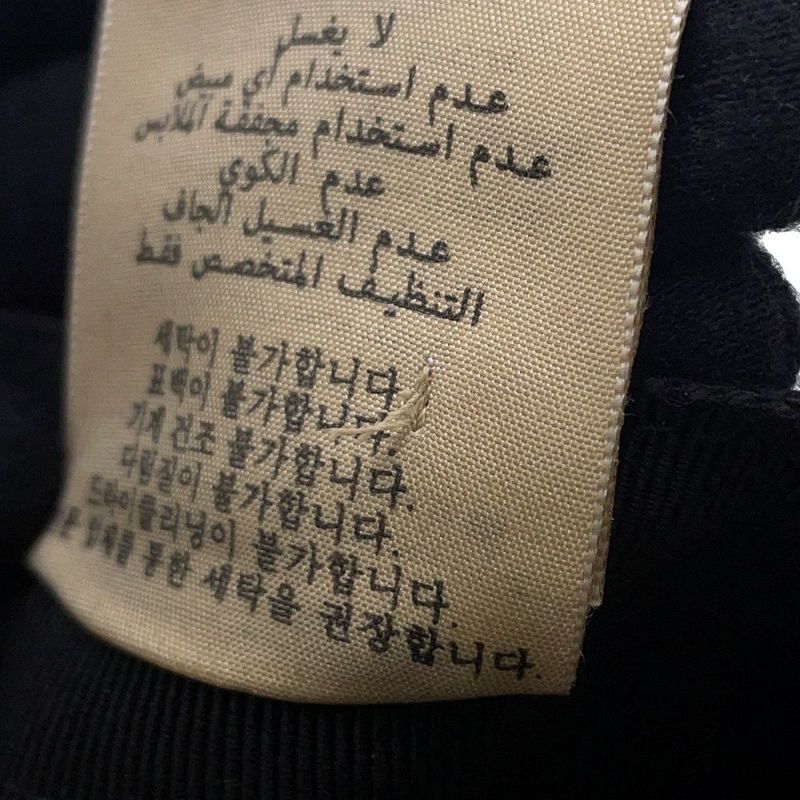 لا يغسل
عدم استخدام أي مبيض
عدم استخدام مجففة الملابس
عدم الكوي
عدم الغسيل الجاف
التنظيف المتخصص فقط
세탁이 불가합니다.
표백이 불가합니다.
기계 건조 불가합니다.
다림질이 불가합니다.
드라이클리닝이 불가합니다.
업체를 통한 세탁을 권장합니다.